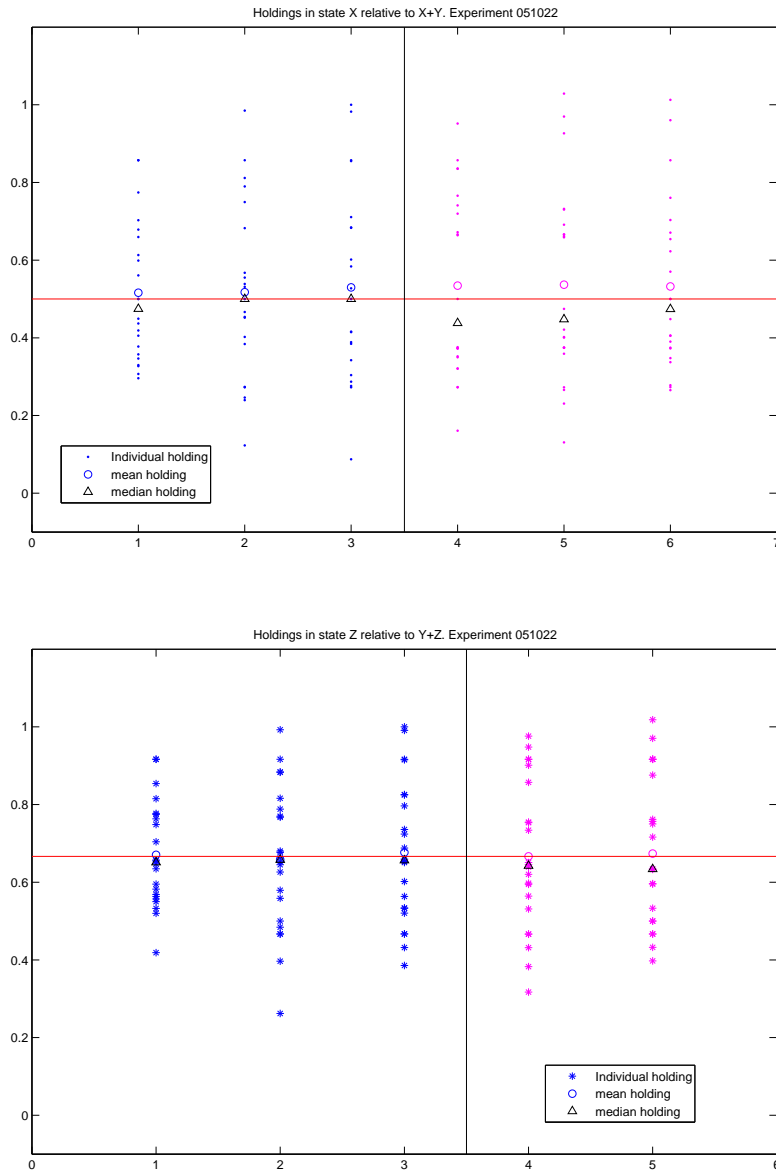 Holdings in state X relative to X+Y. Experiment 051022
1
0.8
0.6
0.4
0.2
0
Individual holding
mean holding
median holding
0 1 2 3 4 5 6 7
Holdings in state Z relative to Y+Z. Experiment 051022
1
0.8
0.6
0.4
0.2
0
Individual holding
mean holding
median holding
0 1 2 3 4 5 6